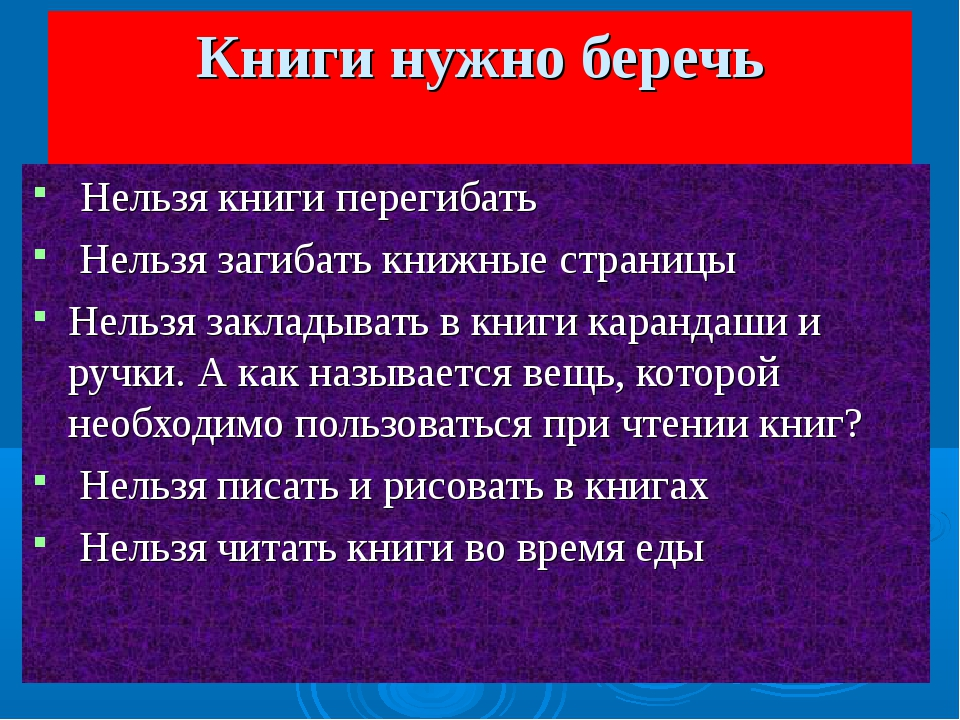 Книги нужно беречь
Нельзя книги перегибать
Нельзя загибать книжные страницы
Нельзя закладывать в книги карандаши и
ручки. А как называется вещь, которой
необходимо пользоваться при чтении книг?
Нельзя писать и рисовать в книгах
Нельзя читать книги во время еды